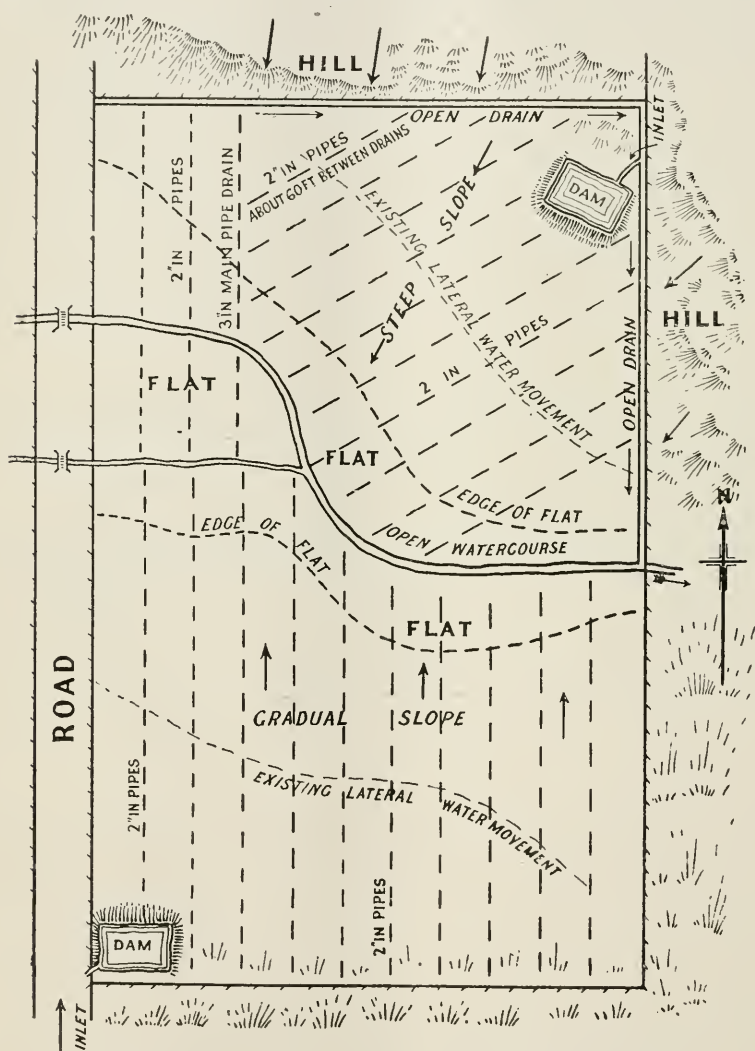 HILL
OPEN DRAIN
INLET
2"IN PIPES
ABOUT 60FT BETWEEN DRAINS
DAM
2"IN PIPES
3"IN MAIN PIPE DRAIN
EXISTING LATERAL WATER MOVEMENT
STEEP SLOPE
HILL
OPEN DRAIN
2 IN PIPES
FLAT
FLAT
N
EDGE OF FLAT
EDGE OF FLAT
OPEN WATERCOURSE
FLAT
ROAD
GRADUAL SLOPE
EXISTING LATERAL WATER MOVEMENT
2"IN PIPES
2"IN PIPES
DAM
INLET